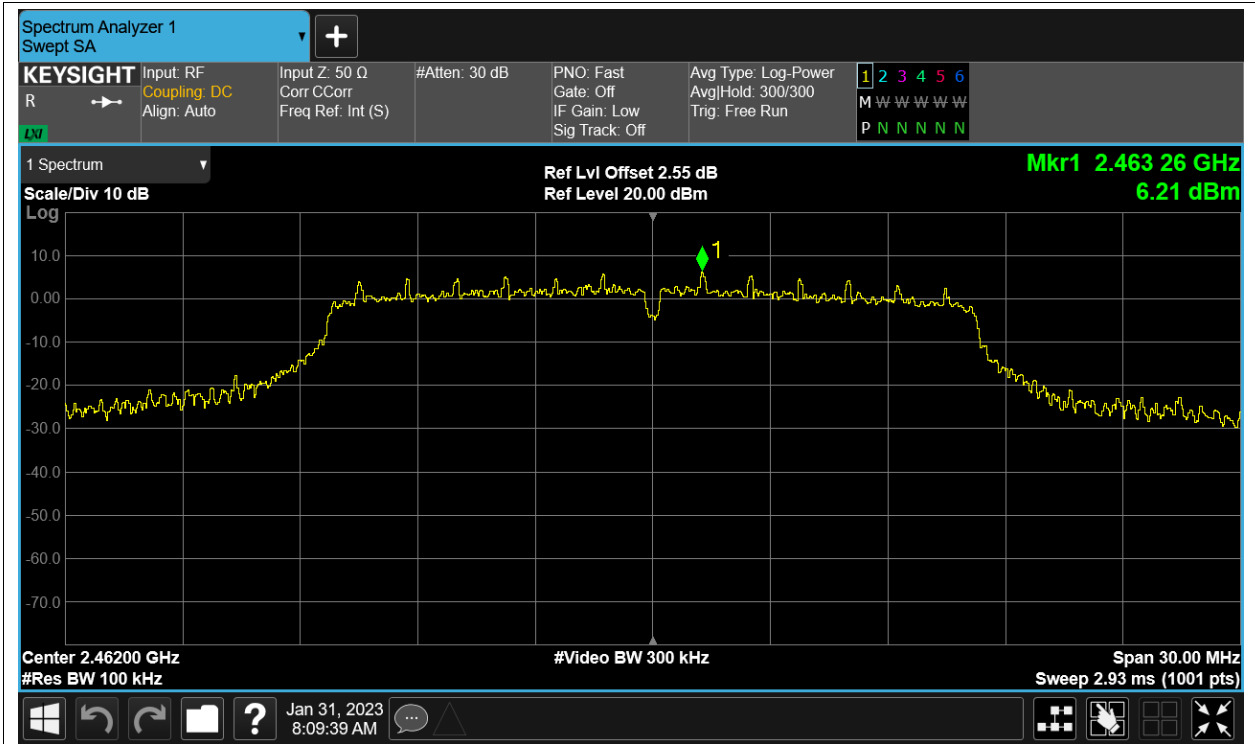 Spectrum Analyzer 1
Swept SA
KEYSIGHT
R
LXI
Input: RF
Coupling: DC
Align: Auto
Input Z: 50 Ω
Corr CCorr
Freq Ref: Int (S)
#Atten: 30 dB
PNO: Fast
Gate: Off
IF Gain: Low
Sig Track: Off
Avg Type: Log-Power
Avg|Hold: 300/300
Trig: Free Run
1 2 3 4 5 6
M W W W W W
P N N N N N
1 Spectrum
Scale/Div 10 dB
Log
Ref Lvl Offset 2.55 dB
Ref Level 20.00 dBm
Mkr1 2.463 26 GHz
6.21 dBm
1
10.0
0.00
-10.0
-20.0
-30.0
-40.0
-50.0
-60.0
-70.0
Center 2.46200 GHz
#Video BW 300 kHz
Span 30.00 MHz
#Res BW 100 kHz
Sweep 2.93 ms (1001 pts)
?
Jan 31, 2023
8:09:39 AM